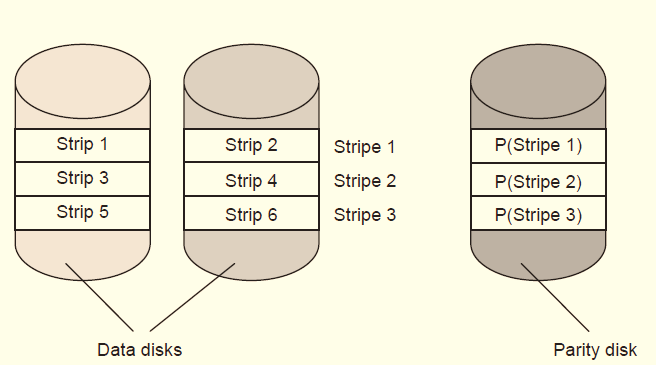 Strip 1 Strip 2 Stripe 1 P(Stripe 1)
Strip 3 Strip 4 Stripe 2 P(Stripe 2)
Strip 5 Strip 6 Stripe 3 P(Stripe 3)
Data disks Parity disk